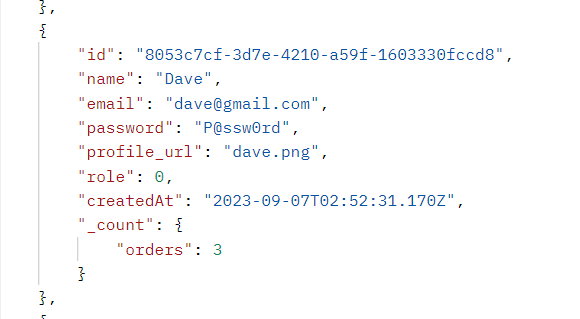 },
{
"id": "8053c7cf-3d7e-4210-a59f-1603330fccd8",
"name": "Dave",
"email": "dave@gmail.com",
"password": "P@ssw0rd",
"profile_url": "dave.png",
"role": 0,
"createdAt": "2023-09-07T02:52:31.170Z",
"_count": {
"orders": 3
}
},
{